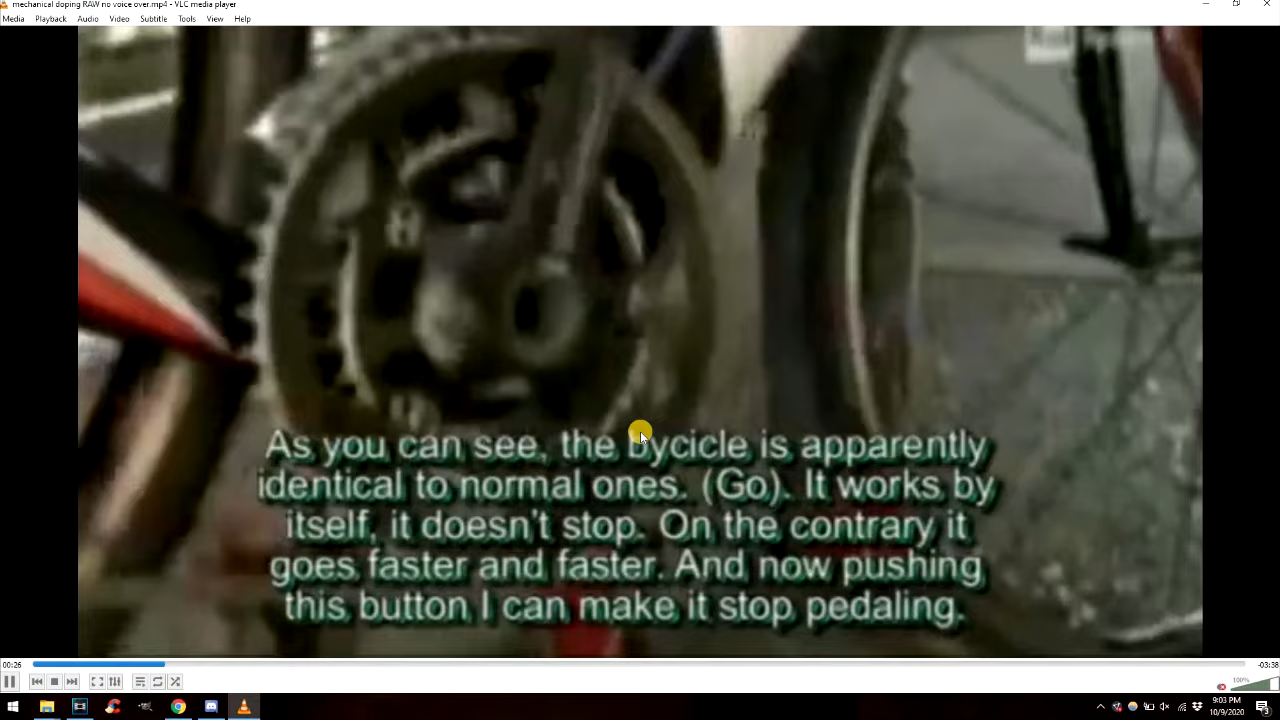 mechanical doping RAW no voice over.mp4 - VLC media player
Media Playback Audio Video Subtitle Tools View Help
As you can see, the bycicle is apparently
identical to normal ones. (Go). It works by
itself, it doesn't stop. On the contrary it
goes faster and faster. And now pushing
this button I can make it stop pedaling.
00:26 -03:38
100%
9:03 PM
10/9/2020